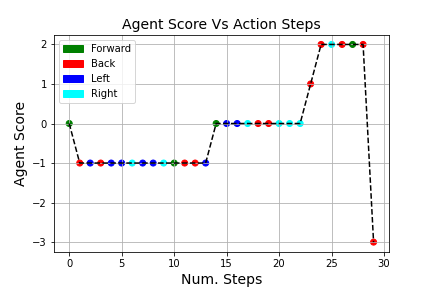 Agent Score Vs Action Steps
Forward
Back
Left
Right
Agent Score
2
1
0
−1
−2
−3
0 5 10 15 20 25 30
Num. Steps